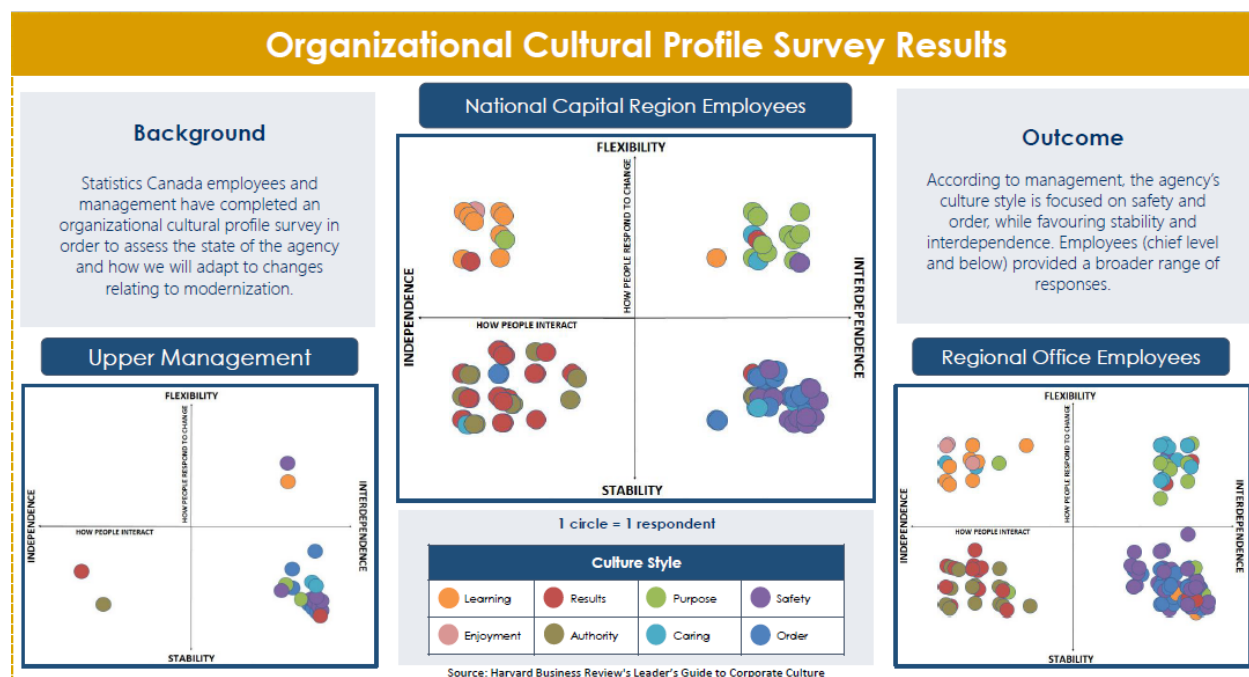 Organizational Cultural Profile Survey Results
Background
Statistics Canada employees and
management have completed an
organizational cultural profile survey in
order to assess the state of the agency
and how we will adapt to changes
relating to modernization.
National Capital Region Employees
FLEXIBILITY
HOW PEOPLE RESPOND TO CHANGE
INDEPENDENCE
HOW PEOPLE INTERACT
INTERDEPENDENCE
STABILITY
Outcome
According to management, the agency's
culture style is focused on safety and
order, while favouring stability and
interdependence. Employees (chief level
and below) provided a broader range of
responses.
Upper Management
FLEXIBILITY
HOW PEOPLE RESPOND TO CHANGE
INDEPENDENCE
HOW PEOPLE INTERACT
INTERDEPENDENCE
STABILITY
1 circle = 1 respondent
Culture Style
Learning
Results
Purpose
Safety
Enjoyment
Authority
Caring
Order
Source: Harvard Business Review's Leader's Guide to Corporate Culture
Regional Office Employees
FLEXIBILITY
HOW PEOPLE RESPOND TO CHANGE
INDEPENDENCE
HOW PEOPLE INTERACT
INTERDEPENDENCE
STABILITY